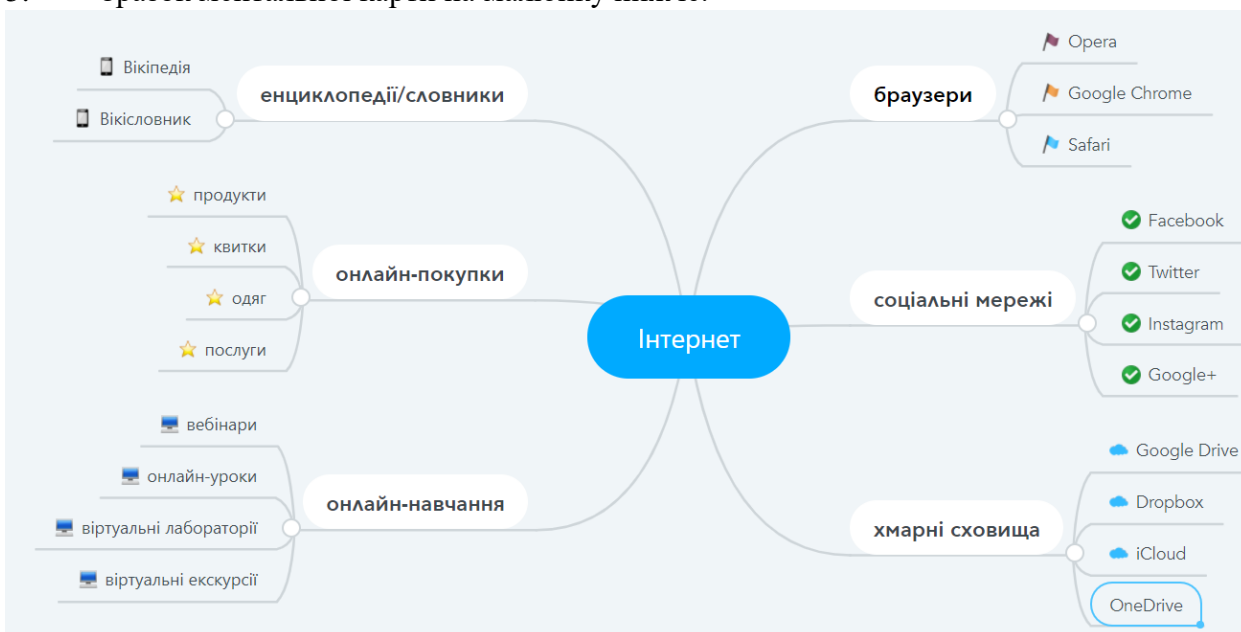 Вікіпедія
Вікісловник
енциклопедії/словники
продукти
квитки
одяг
послуги
онлайн-покупки
вебінари
онлайн-уроки
віртуальні лабораторії
віртуальні екскурсії
онлайн-навчання
Інтернет
браузери
Opera
Google Chrome
Safari
соціальні мережі
Facebook
Twitter
Instagram
Google+
хмарні сховища
Google Drive
Dropbox
iCloud
OneDrive